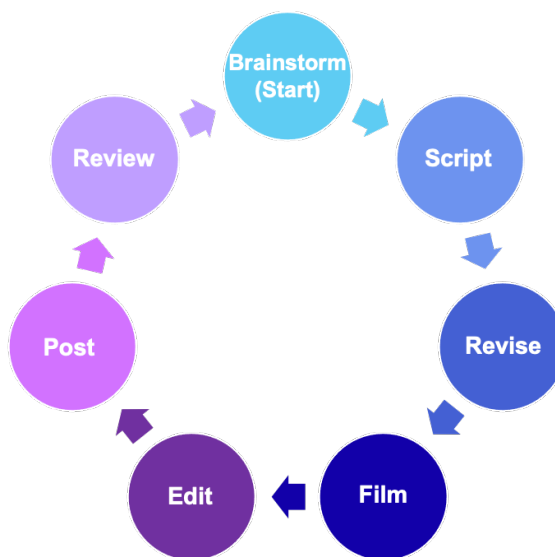 Brainstorm
(Start)
Script
Revise
Film
Edit
Post
Review